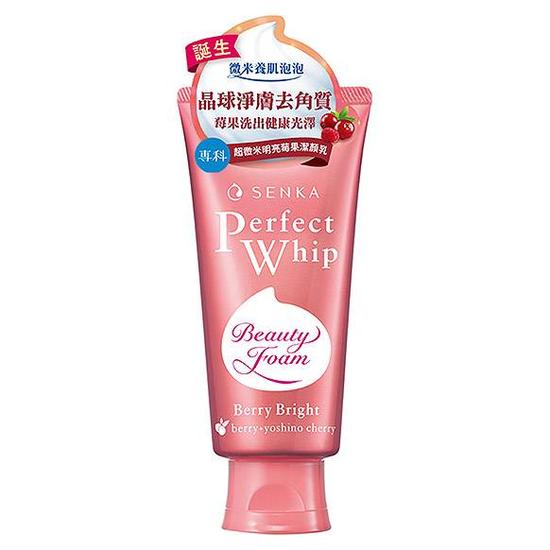 誕生
微米養肌泡泡
晶球淨膚去角質
莓果洗出健康光澤
專科
超微米明亮莓果潔顏乳
SENKA
Perfect
Whip
Beauty
Foam
Berry Bright
berry+yoshino cherry